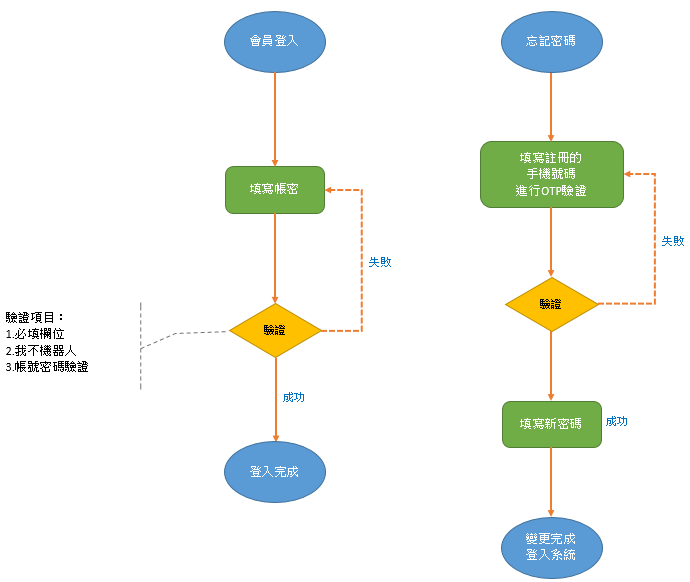 會員登入
填寫帳密
失敗
驗證項目：
1.必填欄位
2.我不機器人
3.帳號密碼驗證
驗證
成功
登入完成
忘記密碼
填寫註冊的
手機號碼
進行OTP驗證
失敗
驗證
填寫新密碼
成功
變更完成
登入系統